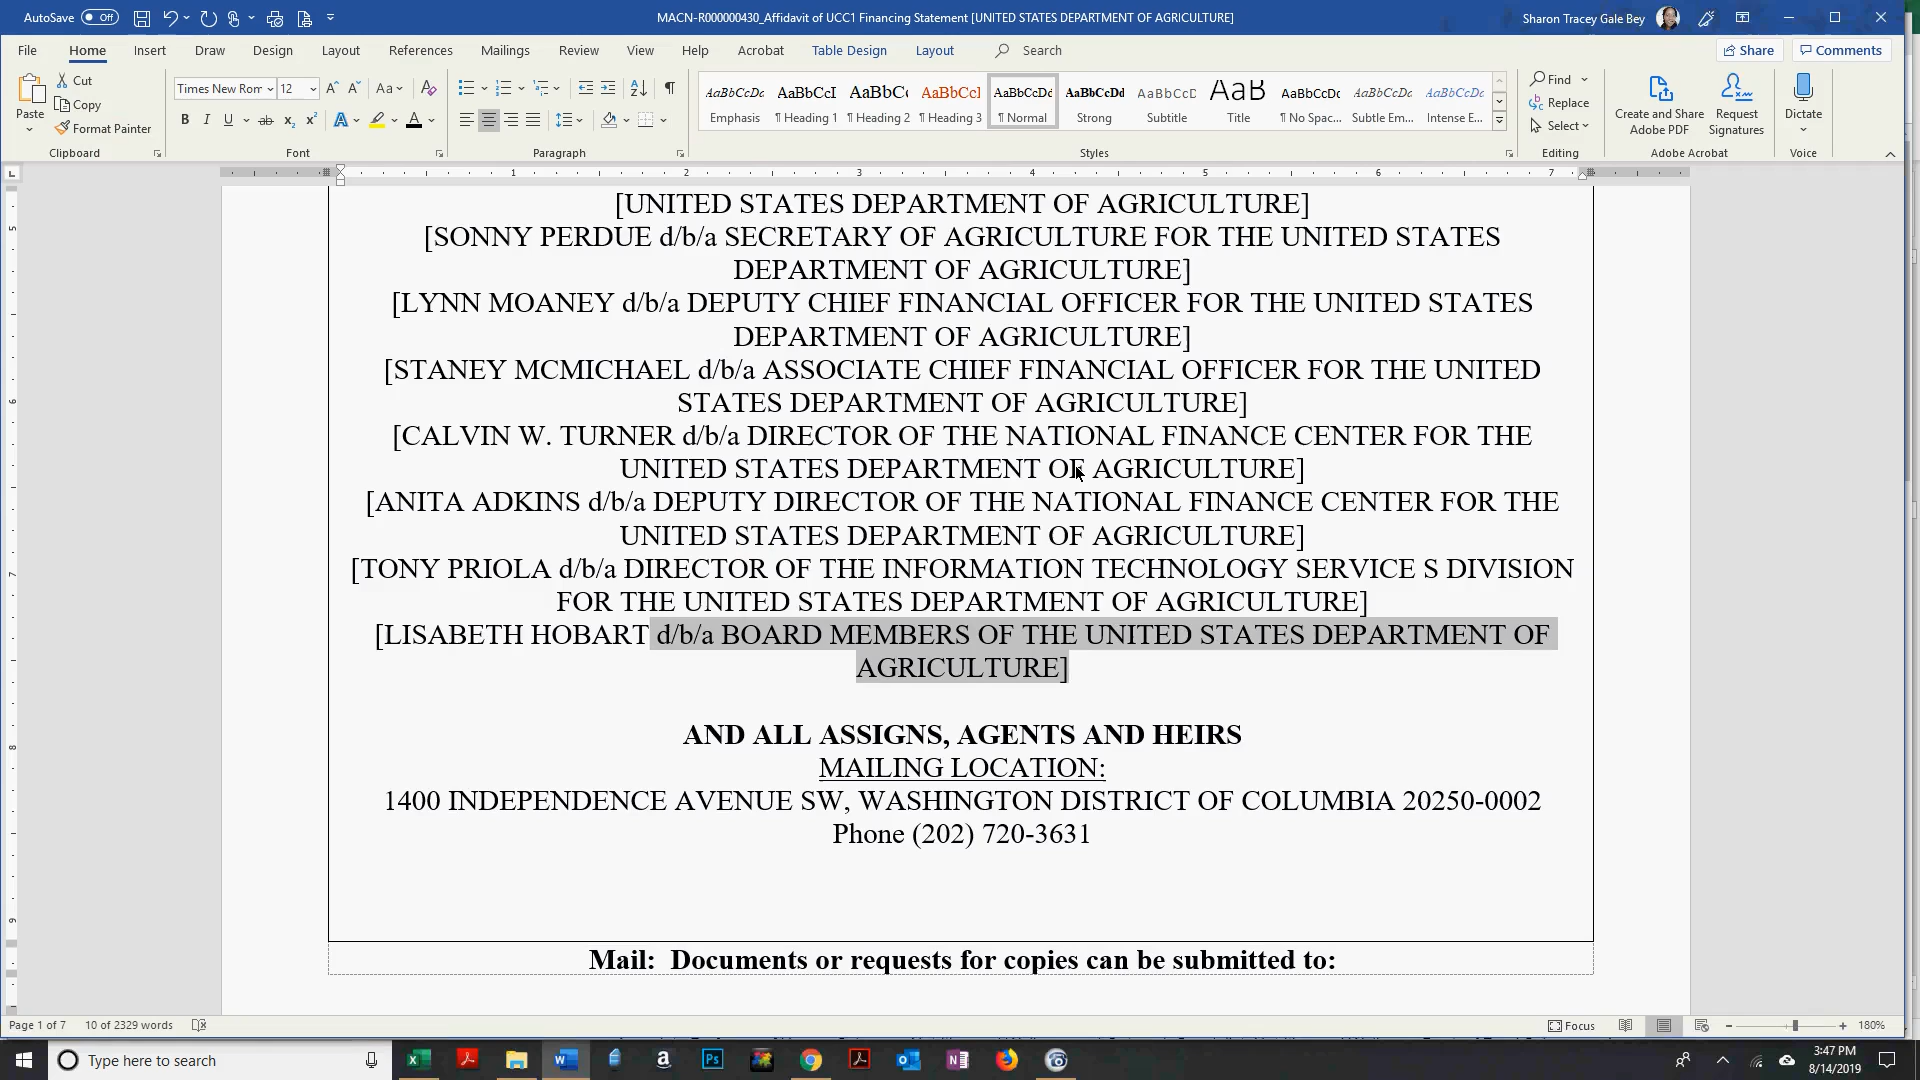 AutoSave Off MACN-R000000430_Affidavit of UCC1 Financing Statement [UNITED STATES DEPARTMENT OF AGRICULTURE] Sharon Tracey Gale Bey
File Home Insert Draw Design Layout References Mailings Review View Help Acrobat Table Design Layout Search Share Comments
Paste Cut Copy Format Painter
Clipboard
Times New Rom 12
Font
Paragraph
AaBbCcDc AaBbCcI AaBbCc AaBbCcI AaBbCcDd AaBbCcDd AaBbCcD AaB AaBbCcDc AaBbCcDc AaBbCcDc
Emphasis ¶ Heading 1 ¶ Heading 2 ¶ Heading 3 ¶ Normal Strong Subtitle Title ¶ No Spac... Subtle Em... Intense E...
Styles
Find
Replace
Select
Editing
Create and Share Adobe PDF
Request Signatures
Adobe Acrobat
Dictate
Voice
1 2 3 4 5 6 7
[UNITED STATES DEPARTMENT OF AGRICULTURE]
[SONNY PERDUE d/b/a SECRETARY OF AGRICULTURE FOR THE UNITED STATES
DEPARTMENT OF AGRICULTURE]
[LYNN MOANEY d/b/a DEPUTY CHIEF FINANCIAL OFFICER FOR THE UNITED STATES
DEPARTMENT OF AGRICULTURE]
[STANEY MCMICHAEL d/b/a ASSOCIATE CHIEF FINANCIAL OFFICER FOR THE UNITED
STATES DEPARTMENT OF AGRICULTURE]
[CALVIN W. TURNER d/b/a DIRECTOR OF THE NATIONAL FINANCE CENTER FOR THE
UNITED STATES DEPARTMENT OF AGRICULTURE]
[ANITA ADKINS d/b/a DEPUTY DIRECTOR OF THE NATIONAL FINANCE CENTER FOR THE
UNITED STATES DEPARTMENT OF AGRICULTURE]
[TONY PRIOLA d/b/a DIRECTOR OF THE INFORMATION TECHNOLOGY SERVICE S DIVISION
FOR THE UNITED STATES DEPARTMENT OF AGRICULTURE]
[LISABETH HOBART d/b/a BOARD MEMBERS OF THE UNITED STATES DEPARTMENT OF
AGRICULTURE]
AND ALL ASSIGNS, AGENTS AND HEIRS
MAILING LOCATION:
1400 INDEPENDENCE AVENUE SW, WASHINGTON DISTRICT OF COLUMBIA 20250-0002
Phone (202) 720-3631
Mail: Documents or requests for copies can be submitted to:
Page 1 of 7 10 of 2329 words Focus 180%
Type here to search
3:47 PM
8/14/2019